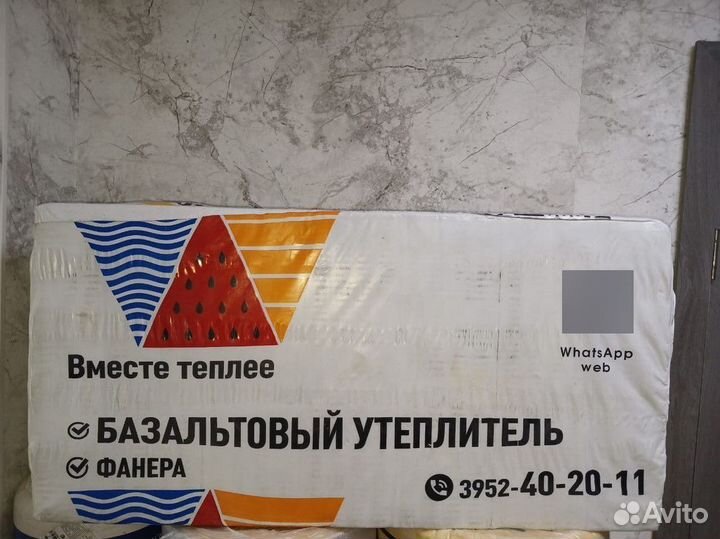 Вместе теплее
БАЗАЛЬТОВЫЙ УТЕПЛИТЕЛЬ
ФАНЕРА
WhatsApp
web
3952-40-20-11
Avito